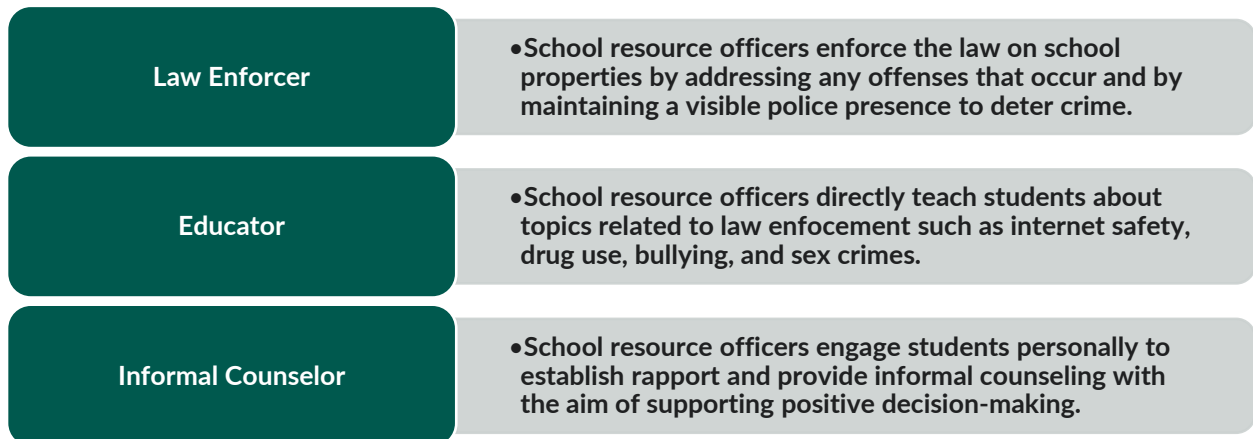 Law Enforcer
•School resource officers enforce the law on school
properties by addressing any offenses that occur and by
maintaining a visible police presence to deter crime.
Educator
•School resource officers directly teach students about
topics related to law enfocement such as internet safety,
drug use, bullying, and sex crimes.
Informal Counselor
•School resource officers engage students personally to
establish rapport and provide informal counseling with
the aim of supporting positive decision-making.